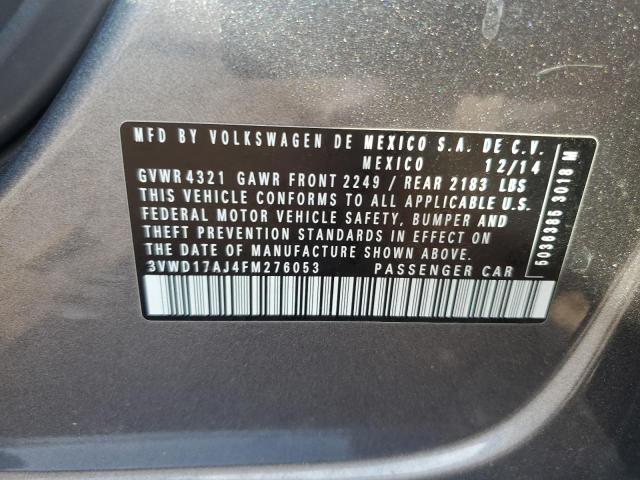 MFD BY VOLKSWAGEN DE MEXICO S.A. DE C.V.
MEXICO 12/14
GVWR 4321 GAWR FRONT 2249 / REAR 2183 LBS
THIS VEHICLE CONFORMS TO ALL APPLICABLE U.S.
FEDERAL MOTOR VEHICLE SAFETY, BUMPER AND
THEFT PREVENTION STANDARDS IN EFFECT ON
THE DATE OF MANUFACTURE SHOWN ABOVE.
3VWD17AJ4FM276053 PASSENGER CAR
5036386 3018 M